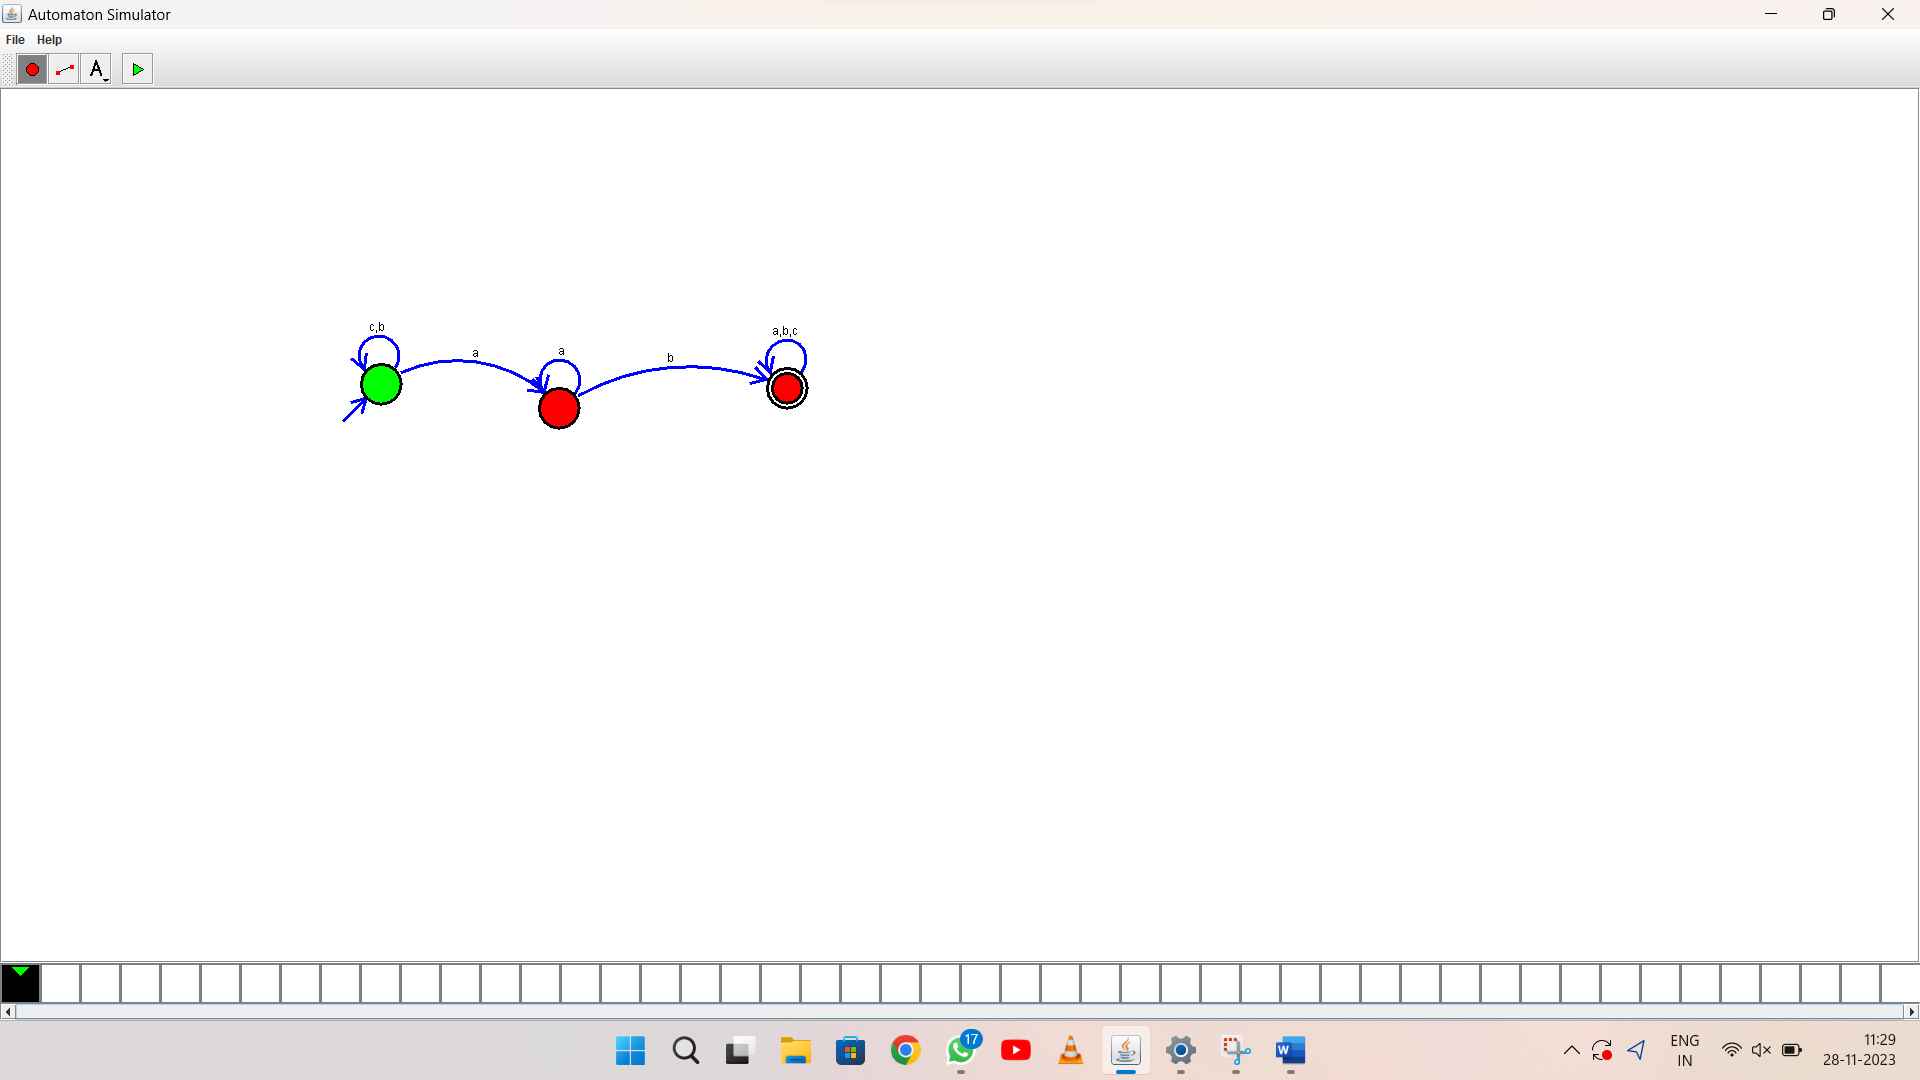 Automaton Simulator
File Help
A
c,b
a
a
b
a,b,c
17
W
ENG
IN
11:29
28-11-2023